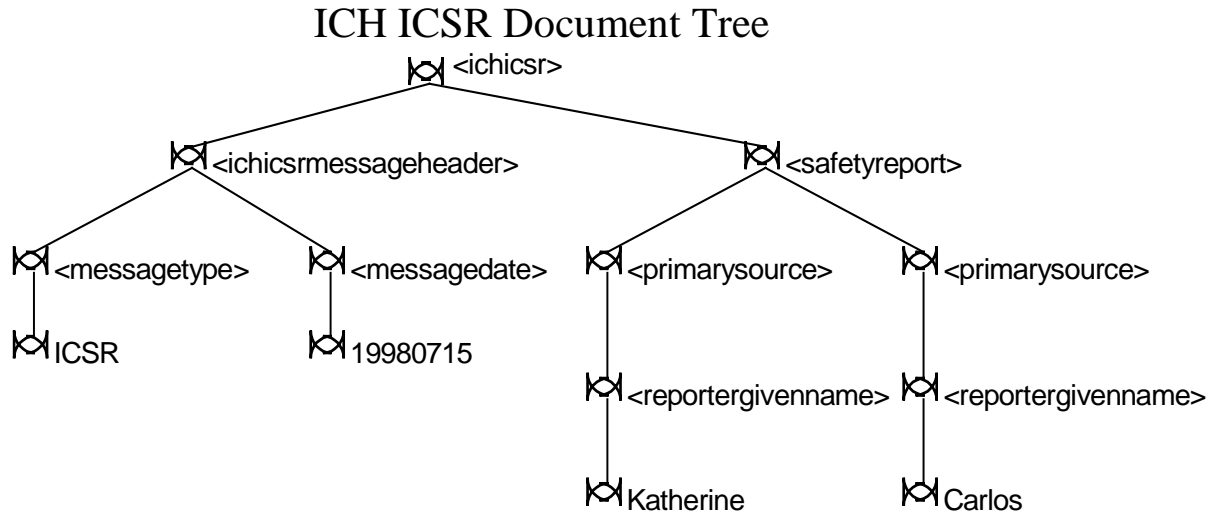 ICH ICSR Document Tree
<ichicsr>
<ichicsrmessageheader> <safetyreport>
<messagetype> <messagedate> <primarysource> <primarysource>
ICSR 19980715
<reportergivenname> <reportergivenname>
Katherine Carlos